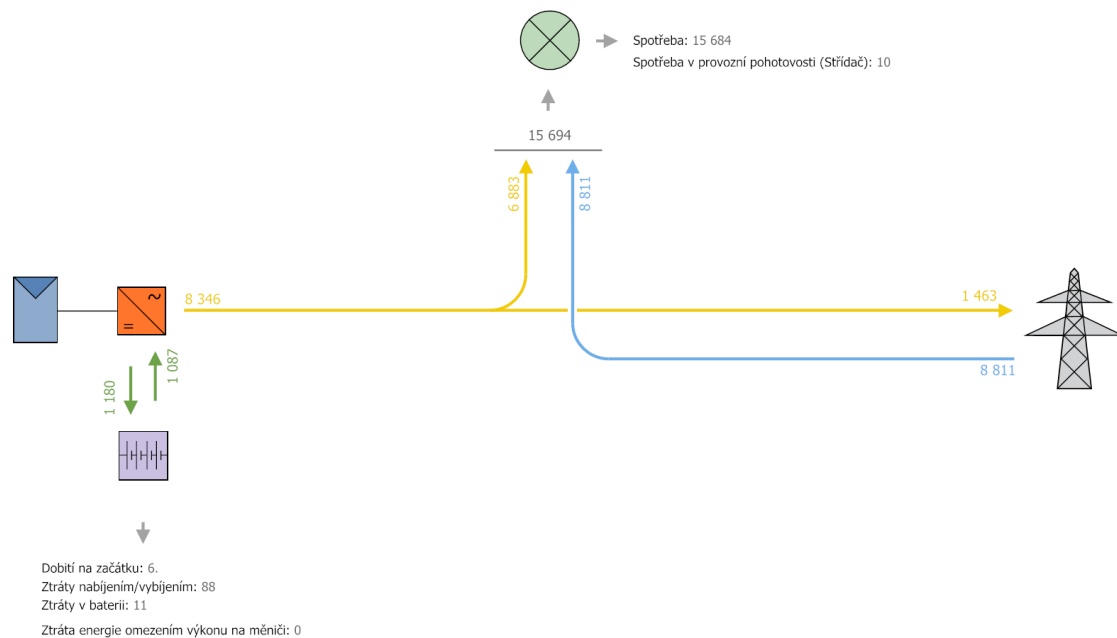 Spotřeba: 15 684
Spotřeba v provozní pohotovosti (Střídač): 10
15 694
6 883
8 811
8 346
1 463
8 811
1 180
1 087
~
=
Dobití na začátku: 6.
Ztráty nabíjením/vybíjením: 88
Ztráty v baterii: 11
Ztráta energie omezením výkonu na měniči: 0